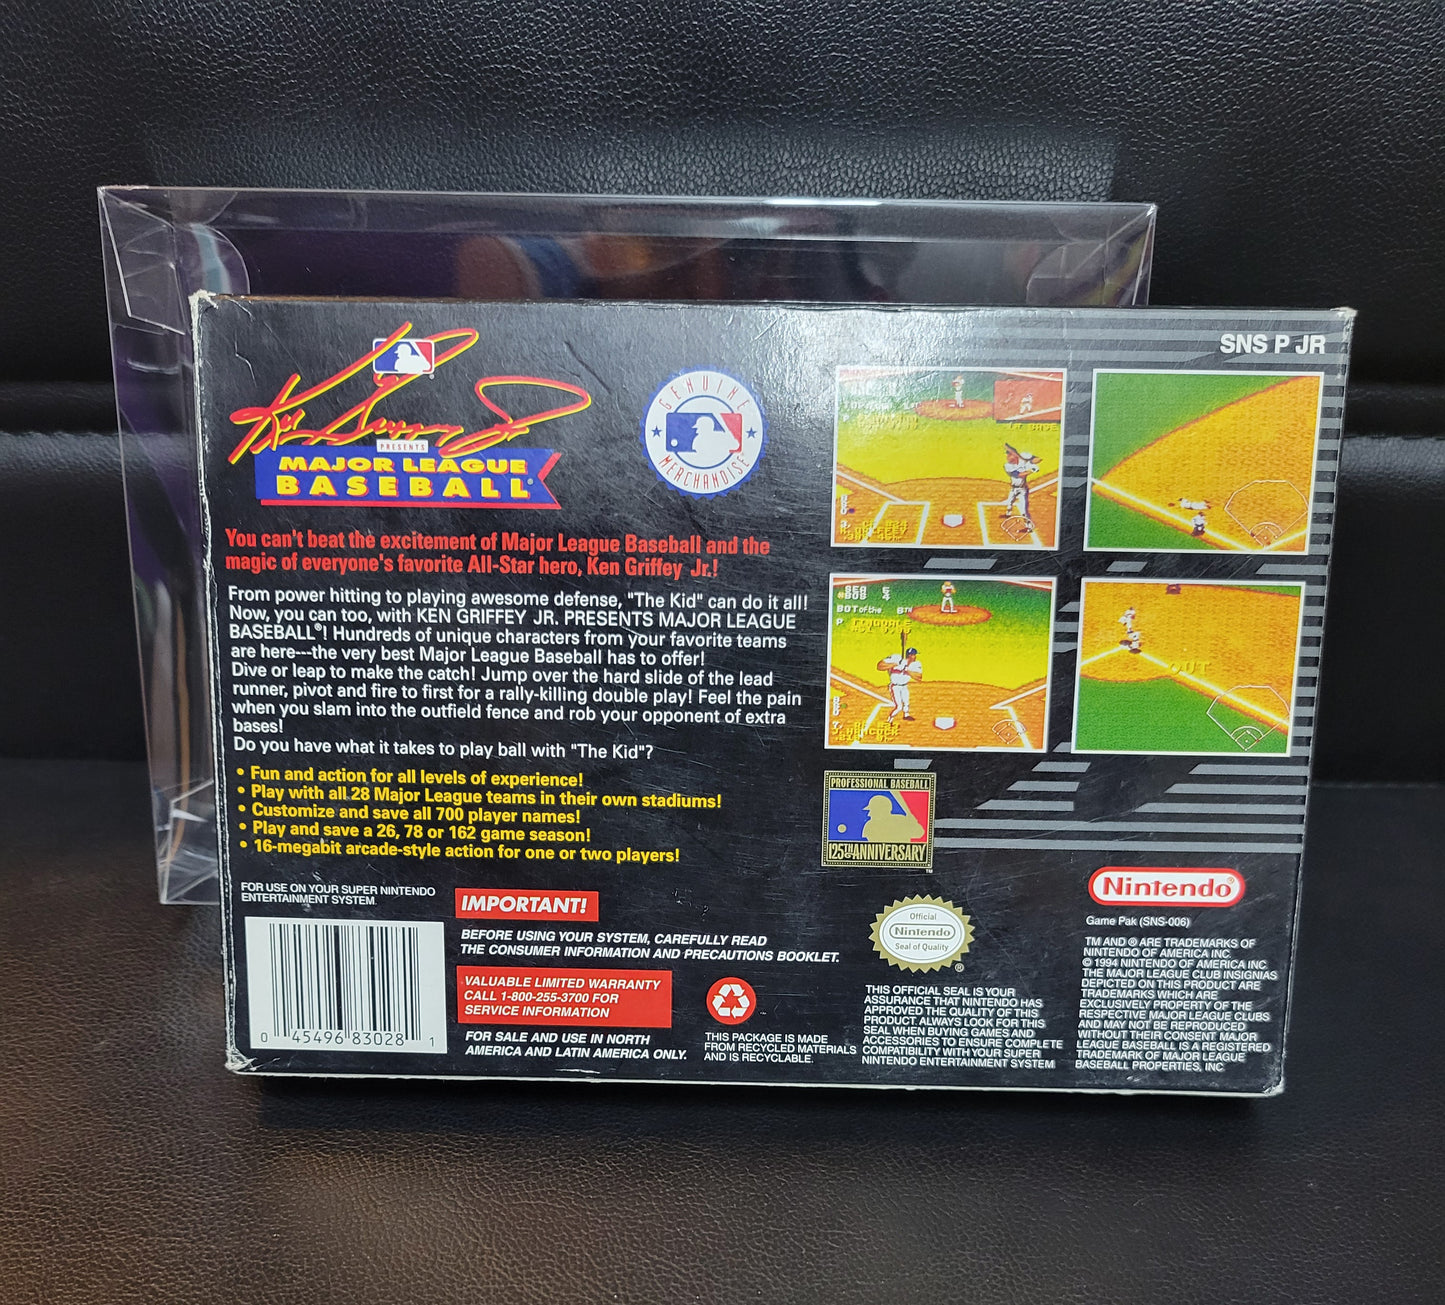 SNS P JR
Ken Griffey Jr.
PRESENTS
MAJOR LEAGUE
BASEBALL®
GENUINE
MERCHANDISE
You can't beat the excitement of Major League Baseball and the
magic of everyone's favorite All-Star hero, Ken Griffey Jr.!
From power hitting to playing awesome defense, "The Kid" can do it all!
Now, you can too, with KEN GRIFFEY JR. PRESENTS MAJOR LEAGUE
BASEBALL®! Hundreds of unique characters from your favorite teams
are here---the very best Major League Baseball has to offer!
Dive or leap to make the catch! Jump over the hard slide of the lead
runner, pivot and fire to first for a rally-killing double play! Feel the pain
when you slam into the outfield fence and rob your opponent of extra
bases!
Do you have what it takes to play ball with "The Kid"?
• Fun and action for all levels of experience!
• Play with all 28 Major League teams in their own stadiums!
• Customize and save all 700 player names!
• Play and save a 26, 78 or 162 game season!
• 16-megabit arcade-style action for one or two players!
BOT of the
P
OUT
PROFESSIONAL BASEBALL
125TH ANNIVERSARY
TM
FOR USE ON YOUR SUPER NINTENDO
ENTERTAINMENT SYSTEM.
0 45496 83028 1
IMPORTANT!
BEFORE USING YOUR SYSTEM, CAREFULLY READ
THE CONSUMER INFORMATION AND PRECAUTIONS BOOKLET.
VALUABLE LIMITED WARRANTY
CALL 1-800-255-3700 FOR
SERVICE INFORMATION
FOR SALE AND USE IN NORTH
AMERICA AND LATIN AMERICA ONLY.
THIS PACKAGE IS MADE
FROM RECYCLED MATERIALS
AND IS RECYCLABLE.
Official
Nintendo
Seal of Quality
®
THIS OFFICIAL SEAL IS YOUR
ASSURANCE THAT NINTENDO HAS
APPROVED THE QUALITY OF THIS
PRODUCT. ALWAYS LOOK FOR THIS
SEAL WHEN BUYING GAMES AND
ACCESSORIES TO ENSURE COMPLETE
COMPATIBILITY WITH YOUR SUPER
NINTENDO ENTERTAINMENT SYSTEM
Nintendo®
Game Pak (SNS-006)
TM AND ® ARE TRADEMARKS OF
NINTENDO OF AMERICA INC.
© 1994 NINTENDO OF AMERICA INC.
THE MAJOR LEAGUE CLUB INSIGNIAS
DEPICTED ON THIS PRODUCT ARE
TRADEMARKS WHICH ARE
EXCLUSIVELY PROPERTY OF THE
RESPECTIVE MAJOR LEAGUE CLUBS
AND MAY NOT BE REPRODUCED
WITHOUT THEIR CONSENT MAJOR
LEAGUE BASEBALL IS A REGISTERED
TRADEMARK OF MAJOR LEAGUE
BASEBALL PROPERTIES, INC